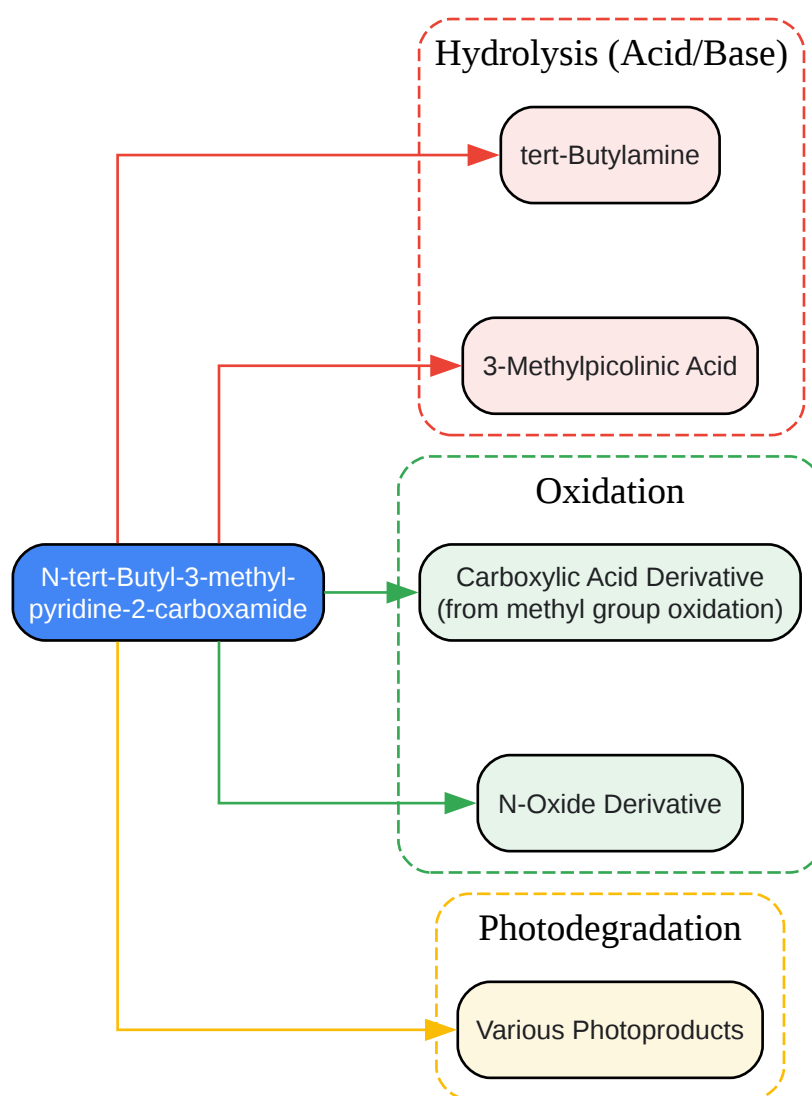 Hydrolysis (Acid/Base)
tert-Butylamine
3-Methylpicolinic Acid
Oxidation
N-tert-Butyl-3-methyl-
pyridine-2-carboxamide
Carboxylic Acid Derivative
(from methyl group oxidation)
N-Oxide Derivative
Photodegradation
Various Photoproducts